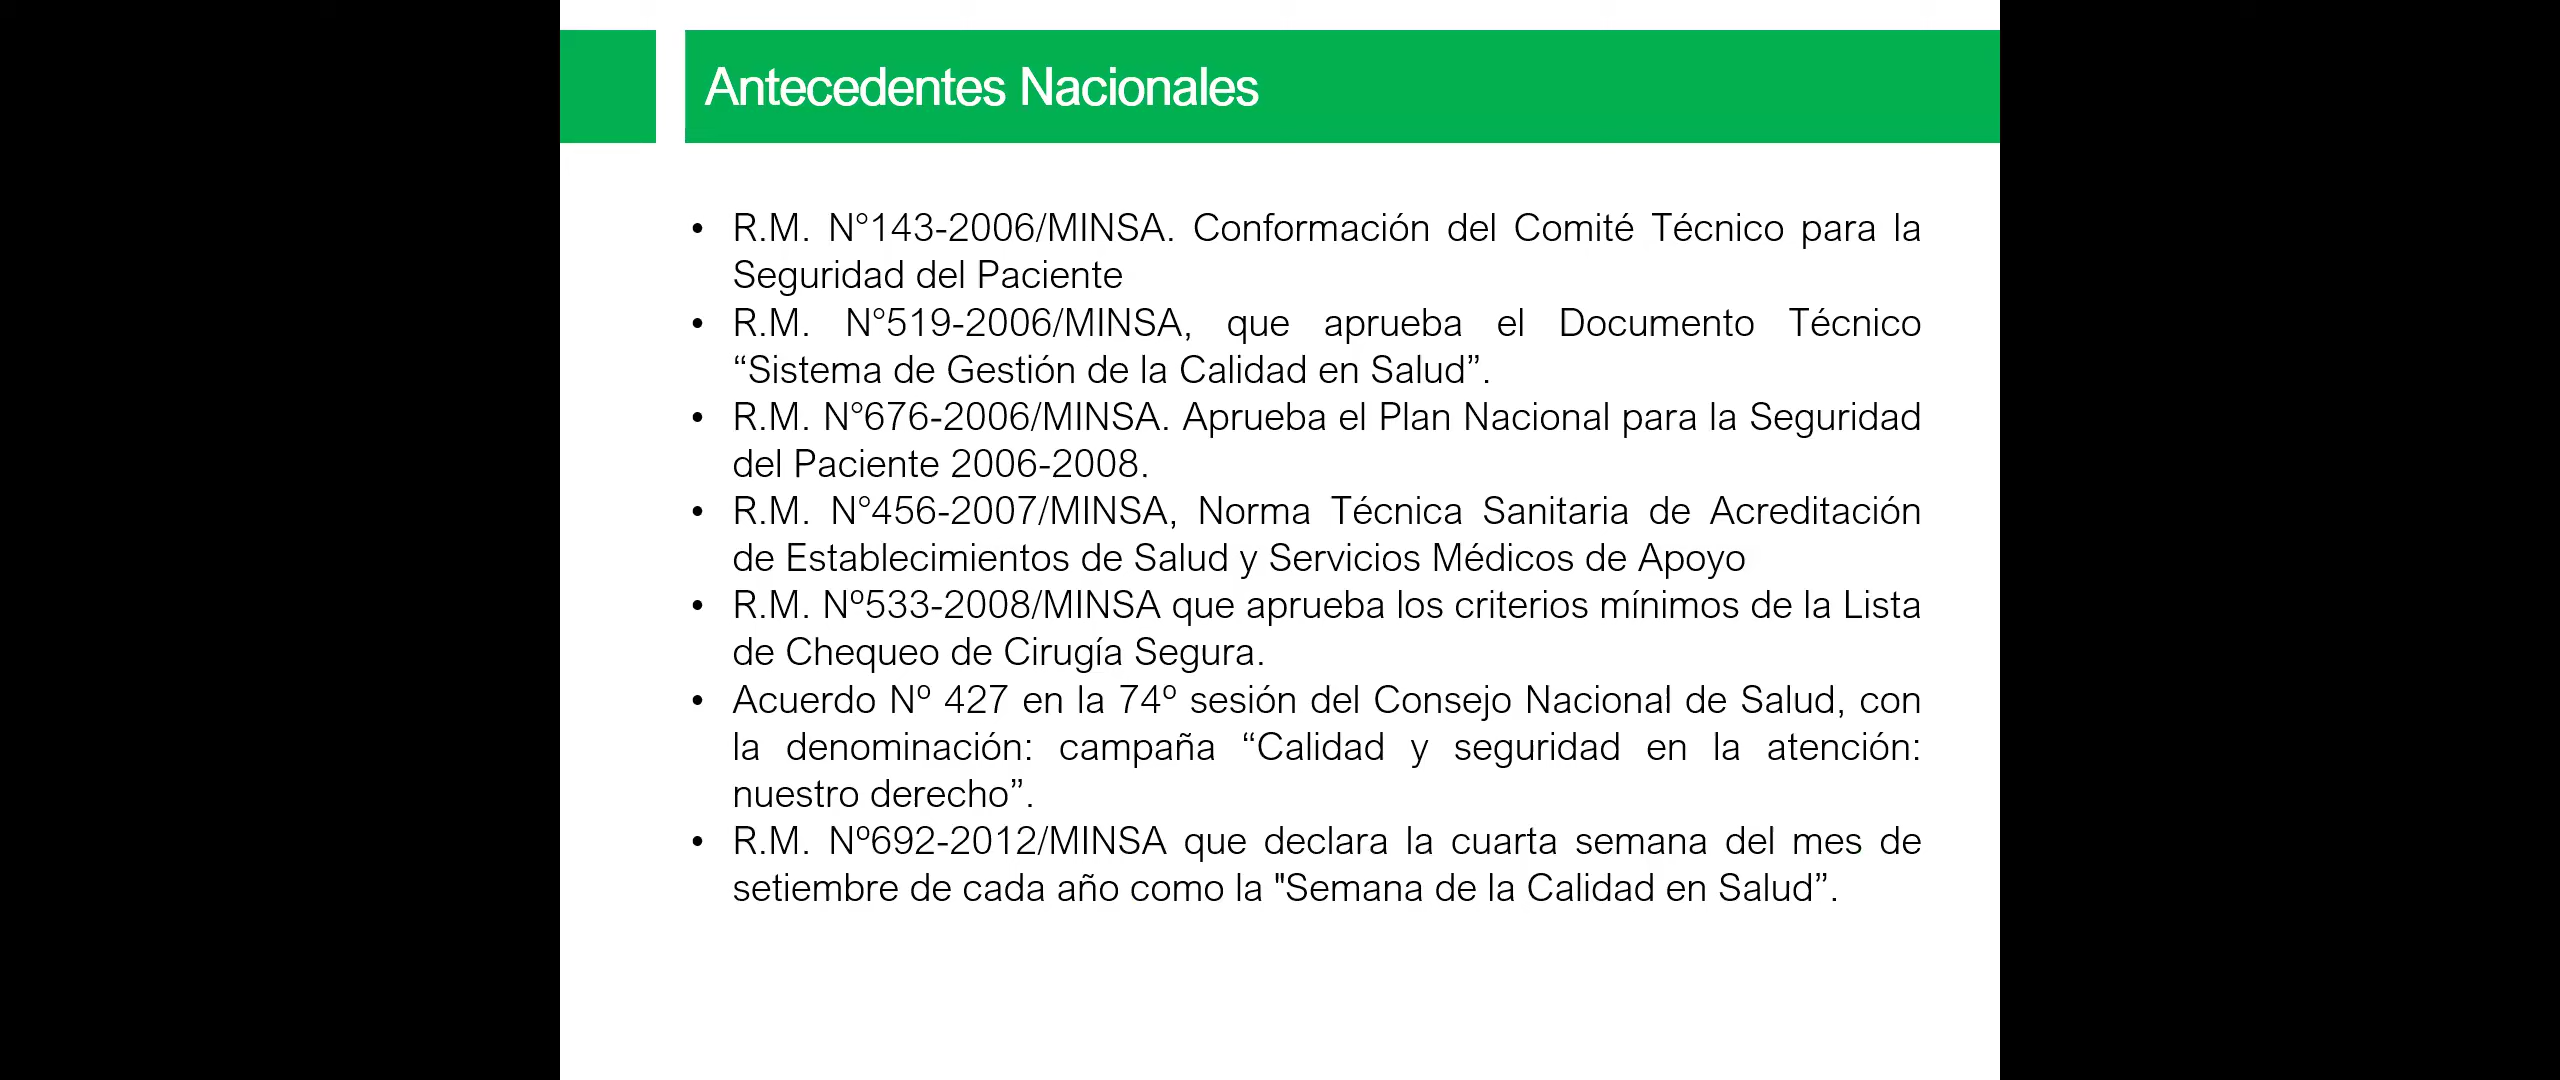 Antecedentes Nacionales
• R.M. N°143-2006/MINSA. Conformación del Comité Técnico para la
Seguridad del Paciente
• R.M. N°519-2006/MINSA, que aprueba el Documento Técnico
“Sistema de Gestión de la Calidad en Salud”.
• R.M. N°676-2006/MINSA. Aprueba el Plan Nacional para la Seguridad
del Paciente 2006-2008.
• R.M. N°456-2007/MINSA, Norma Técnica Sanitaria de Acreditación
de Establecimientos de Salud y Servicios Médicos de Apoyo
• R.M. Nº533-2008/MINSA que aprueba los criterios mínimos de la Lista
de Chequeo de Cirugía Segura.
• Acuerdo Nº 427 en la 74º sesión del Consejo Nacional de Salud, con
la denominación: campaña “Calidad y seguridad en la atención:
nuestro derecho”.
• R.M. Nº692-2012/MINSA que declara la cuarta semana del mes de
setiembre de cada año como la "Semana de la Calidad en Salud”.